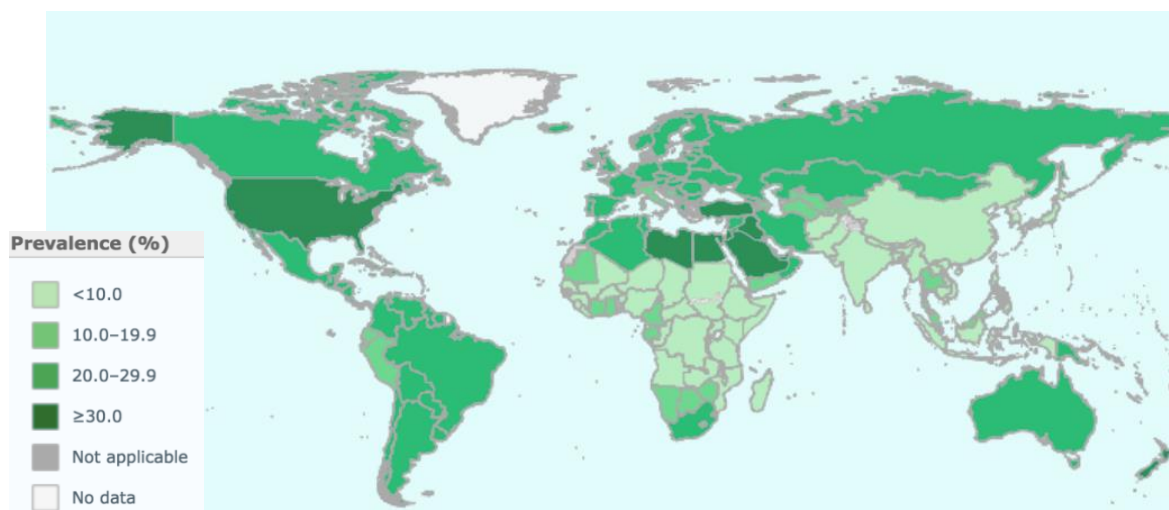 Prevalence (%)
<10.0
10.0–19.9
20.0–29.9
≥30.0
Not applicable
No data